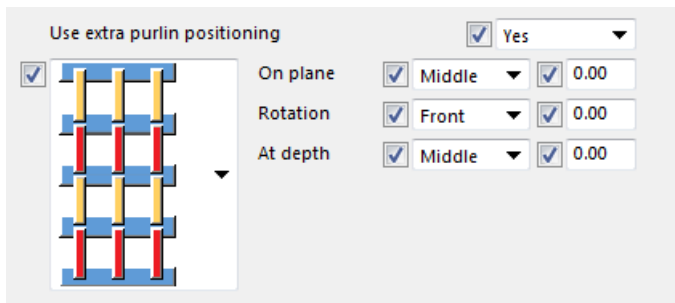 Use extra purlin positioning Yes
On plane Middle 0.00
Rotation Front 0.00
At depth Middle 0.00